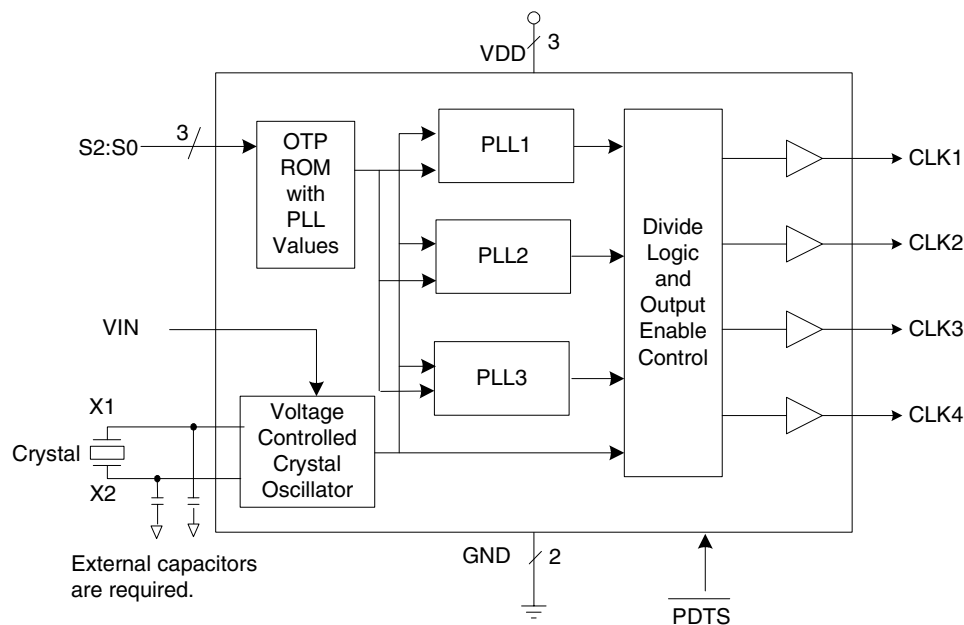 VDD
3
S2:S0
3
OTP
ROM
with
PLL
Values
PLL1
PLL2
PLL3
Divide
Logic
and
Output
Enable
Control
CLK1
CLK2
CLK3
CLK4
VIN
X1
Crystal
X2
Voltage
Controlled
Crystal
Oscillator
External capacitors
are required.
GND
2
PDTS